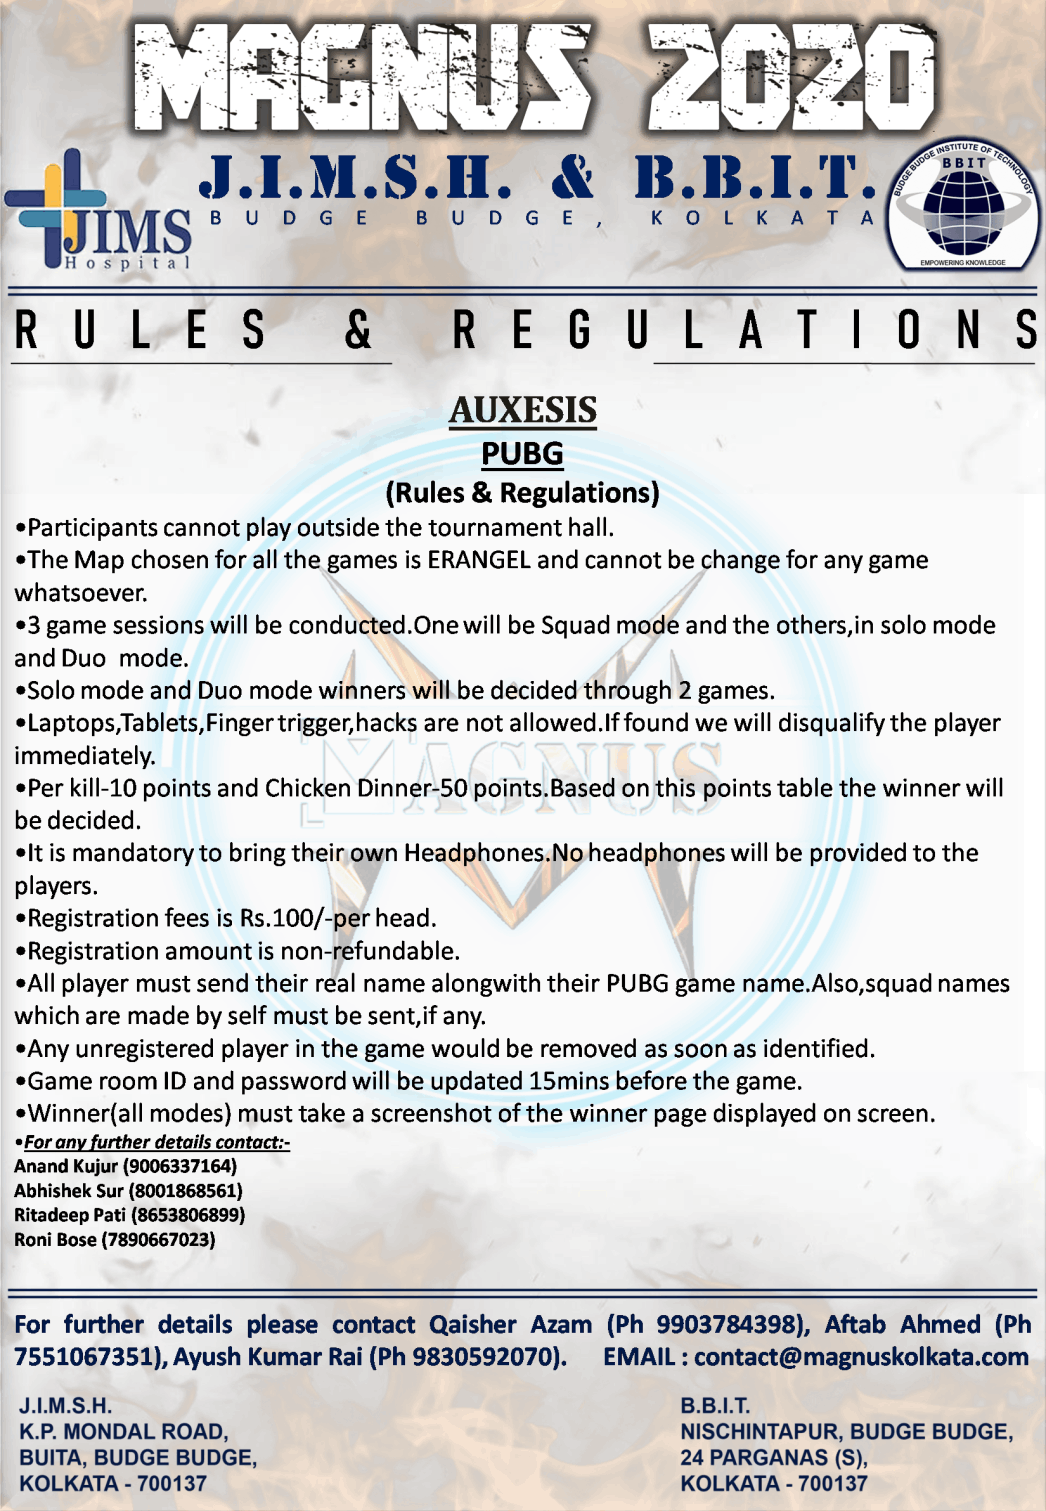 MAGNUS 2020
J.I.M.S.H. & B.B.I.T.
BUDGE BUDGE, KOLKATA
JIMS
Hospital
BUDGE BUDGE INSTITUTE OF TECHNOLOGY
BBIT
EMPOWERING KNOWLEDGE
RULES & REGULATIONS
AUXESIS
PUBG
(Rules & Regulations)
•Participants cannot play outside the tournament hall.
•The Map chosen for all the games is ERANGEL and cannot be change for any game
whatsoever.
•3 game sessions will be conducted.One will be Squad mode and the others,in solo mode
and Duo mode.
•Solo mode and Duo mode winners will be decided through 2 games.
•Laptops,Tablets,Finger trigger,hacks are not allowed.If found we will disqualify the player
immediately.
•Per kill-10 points and Chicken Dinner-50 points.Based on this points table the winner will
be decided.
•It is mandatory to bring their own Headphones.No headphones will be provided to the
players.
•Registration fees is Rs.100/-per head.
•Registration amount is non-refundable.
•All player must send their real name alongwith their PUBG game name.Also,squad names
which are made by self must be sent,if any.
•Any unregistered player in the game would be removed as soon as identified.
•Game room ID and password will be updated 15mins before the game.
•Winner(all modes) must take a screenshot of the winner page displayed on screen.
•For any further details contact:-
Anand Kujur (9006337164)
Abhishek Sur (8001868561)
Ritadeep Pati (8653806899)
Roni Bose (7890667023)
MAGNUS
For further details please contact Qaisher Azam (Ph 9903784398), Aftab Ahmed (Ph
7551067351), Ayush Kumar Rai (Ph 9830592070). EMAIL : contact@magnuskolkata.com
J.I.M.S.H.
K.P. MONDAL ROAD,
BUITA, BUDGE BUDGE,
KOLKATA - 700137
B.B.I.T.
NISCHINTAPUR, BUDGE BUDGE,
24 PARGANAS (S),
KOLKATA - 700137